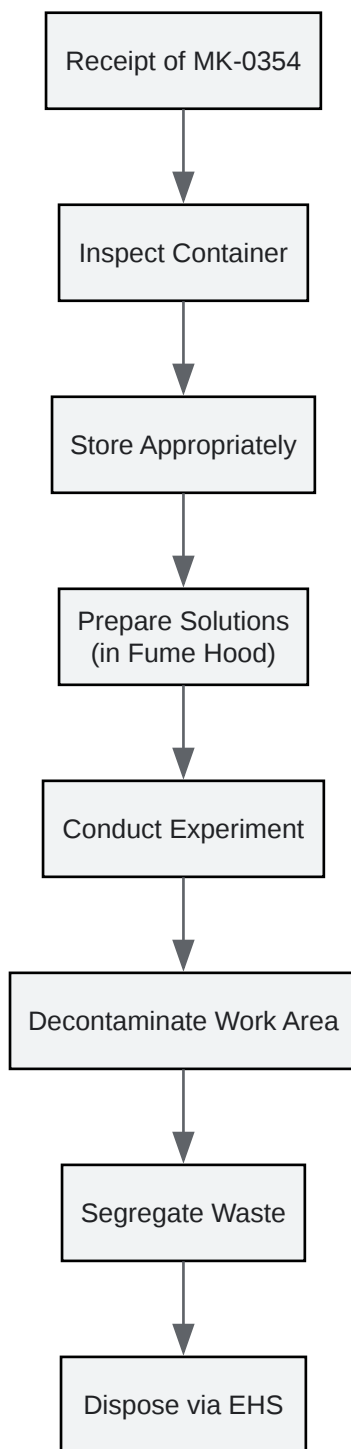 Receipt of MK-0354
Inspect Container
Store Appropriately
Prepare Solutions
(in Fume Hood)
Conduct Experiment
Decontaminate Work Area
Segregate Waste
Dispose via EHS